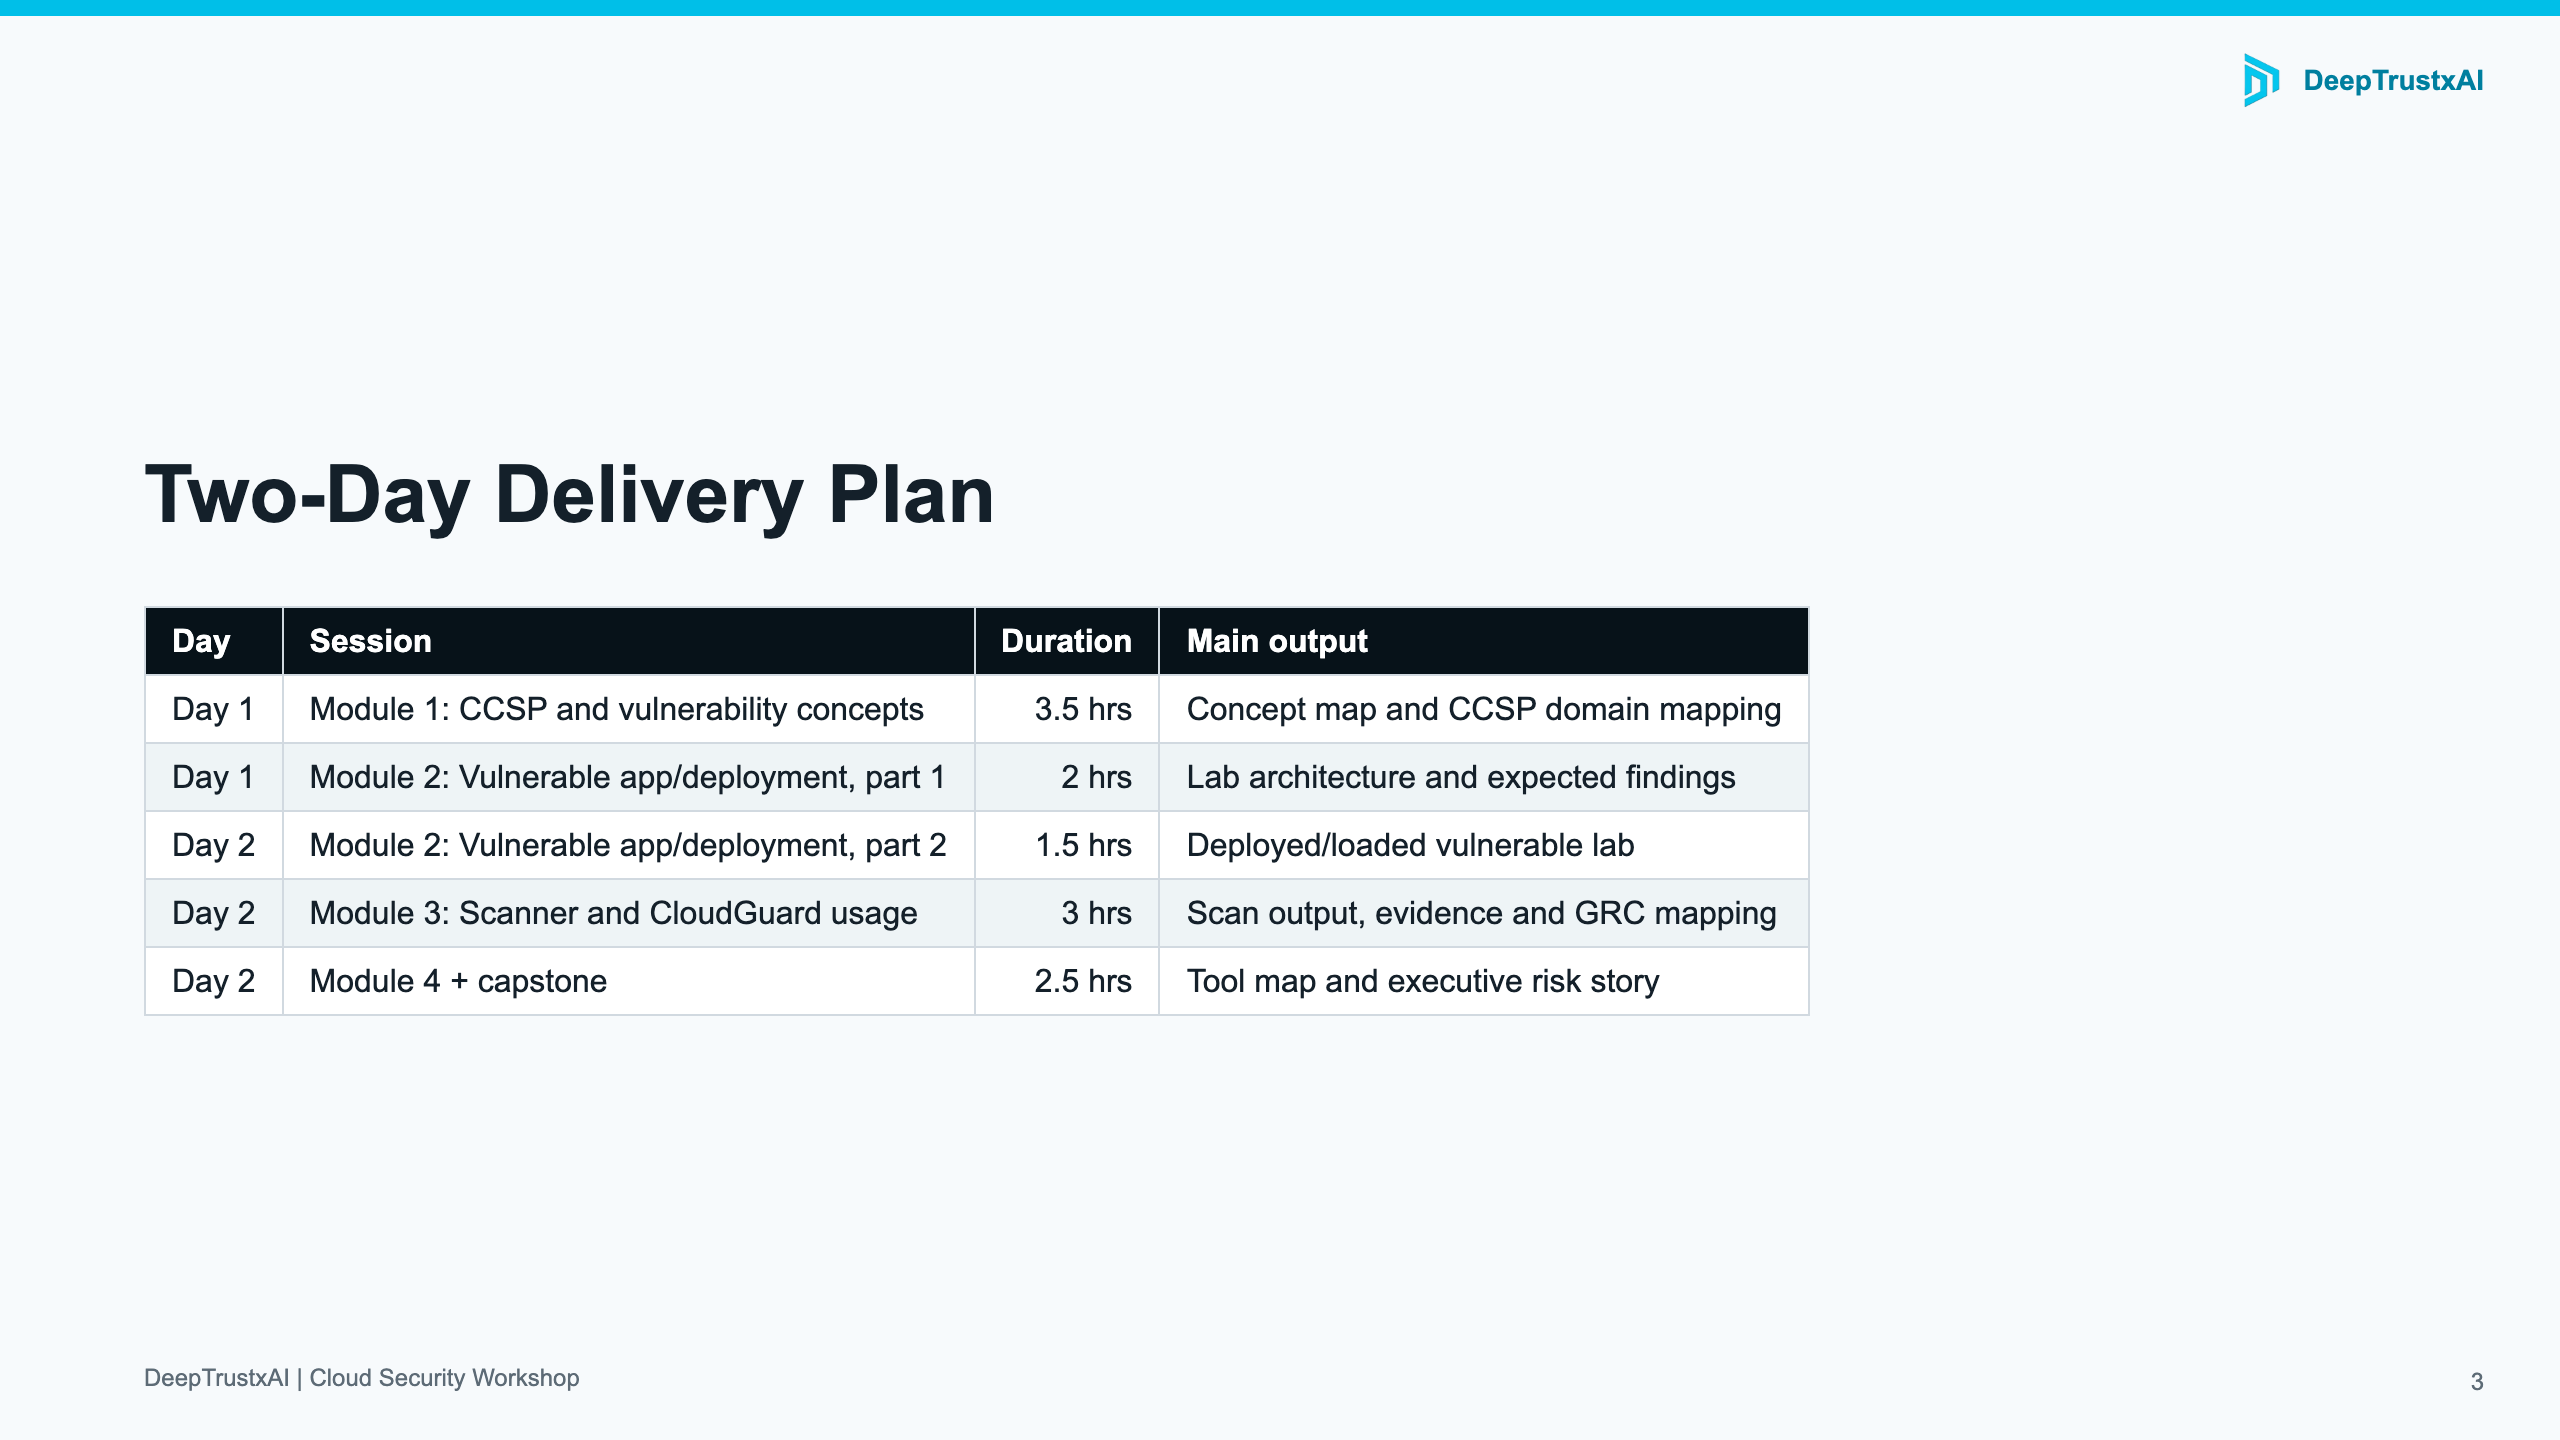 DeepTrustxAI
Two-Day Delivery Plan
Day Session Duration Main output
Day 1 Module 1: CCSP and vulnerability concepts 3.5 hrs Concept map and CCSP domain mapping
Day 1 Module 2: Vulnerable app/deployment, part 1 2 hrs Lab architecture and expected findings
Day 2 Module 2: Vulnerable app/deployment, part 2 1.5 hrs Deployed/loaded vulnerable lab
Day 2 Module 3: Scanner and CloudGuard usage 3 hrs Scan output, evidence and GRC mapping
Day 2 Module 4 + capstone 2.5 hrs Tool map and executive risk story
DeepTrustxAI | Cloud Security Workshop
3